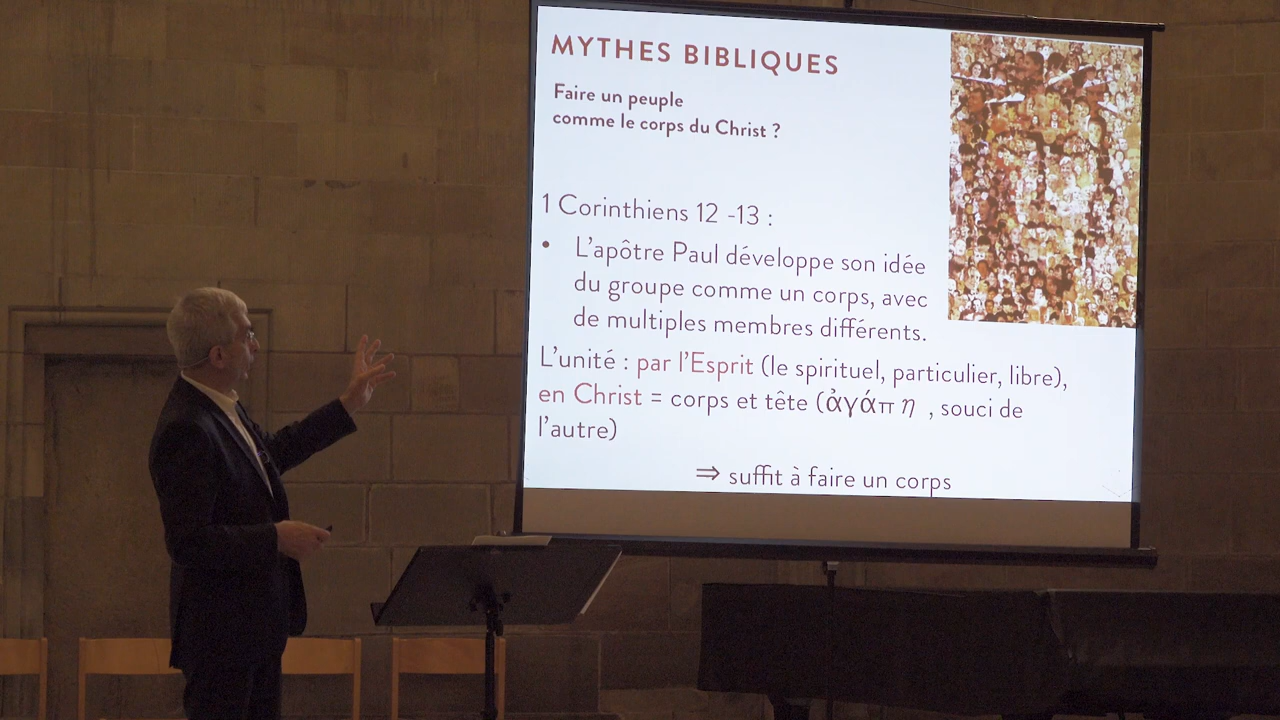 MYTHES BIBLIQUES
Faire un peuple
comme le corps du Christ ?
1 Corinthiens 12 -13 :
• L'apôtre Paul développe son idée
du groupe comme un corps, avec
de multiples membres différents.
L'unité : par l'Esprit (le spirituel, particulier, libre),
en Christ = corps et tête (ἀγάπη , souci de
l'autre)
⇒ suffit à faire un corps